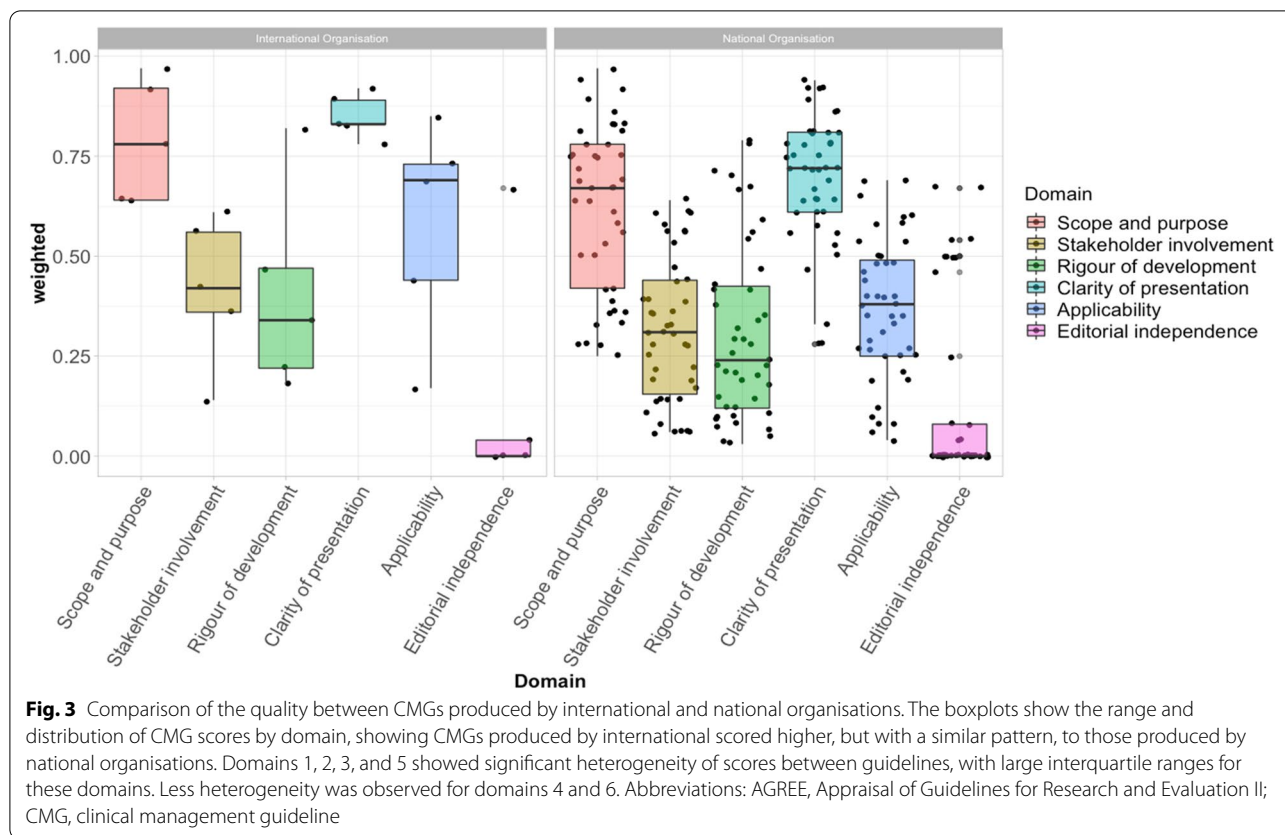 International Organisation
National Organisation
1.00
0.75
0.50
0.25
0.00
weighted
Scope and purpose
Stakeholder involvement
Rigour of development
Clarity of presentation
Applicability
Editorial independence
Scope and purpose
Stakeholder involvement
Rigour of development
Clarity of presentation
Applicability
Editorial independence
Domain
Domain
Scope and purpose
Stakeholder involvement
Rigour of development
Clarity of presentation
Applicability
Editorial independence
Fig. 3 Comparison of the quality between CMGs produced by international and national organisations. The boxplots show the range and
distribution of CMG scores by domain, showing CMGs produced by international scored higher, but with a similar pattern, to those produced by
national organisations. Domains 1, 2, 3, and 5 showed significant heterogeneity of scores between guidelines, with large interquartile ranges for
these domains. Less heterogeneity was observed for domains 4 and 6. Abbreviations: AGREE, Appraisal of Guidelines for Research and Evaluation II;
CMG, clinical management guideline